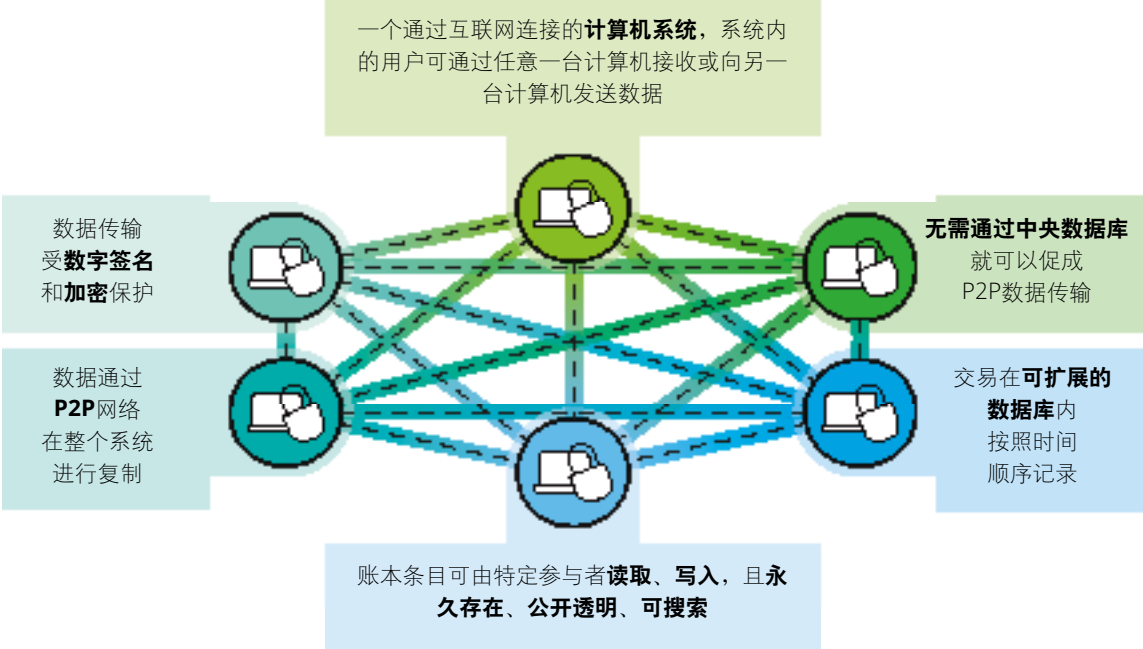 一个通过互联网连接的计算机系统，系统内
的用户可通过任意一台计算机接收或向另一
台计算机发送数据
数据传输
受数字签名
和加密保护
无需通过中央数据库
就可以促成
P2P数据传输
数据通过
P2P网络
在整个系统
进行复制
交易在可扩展的
数据库内
按照时间
顺序记录
账本条目可由特定参与者读取、写入，且永
久存在、公开透明、可搜索